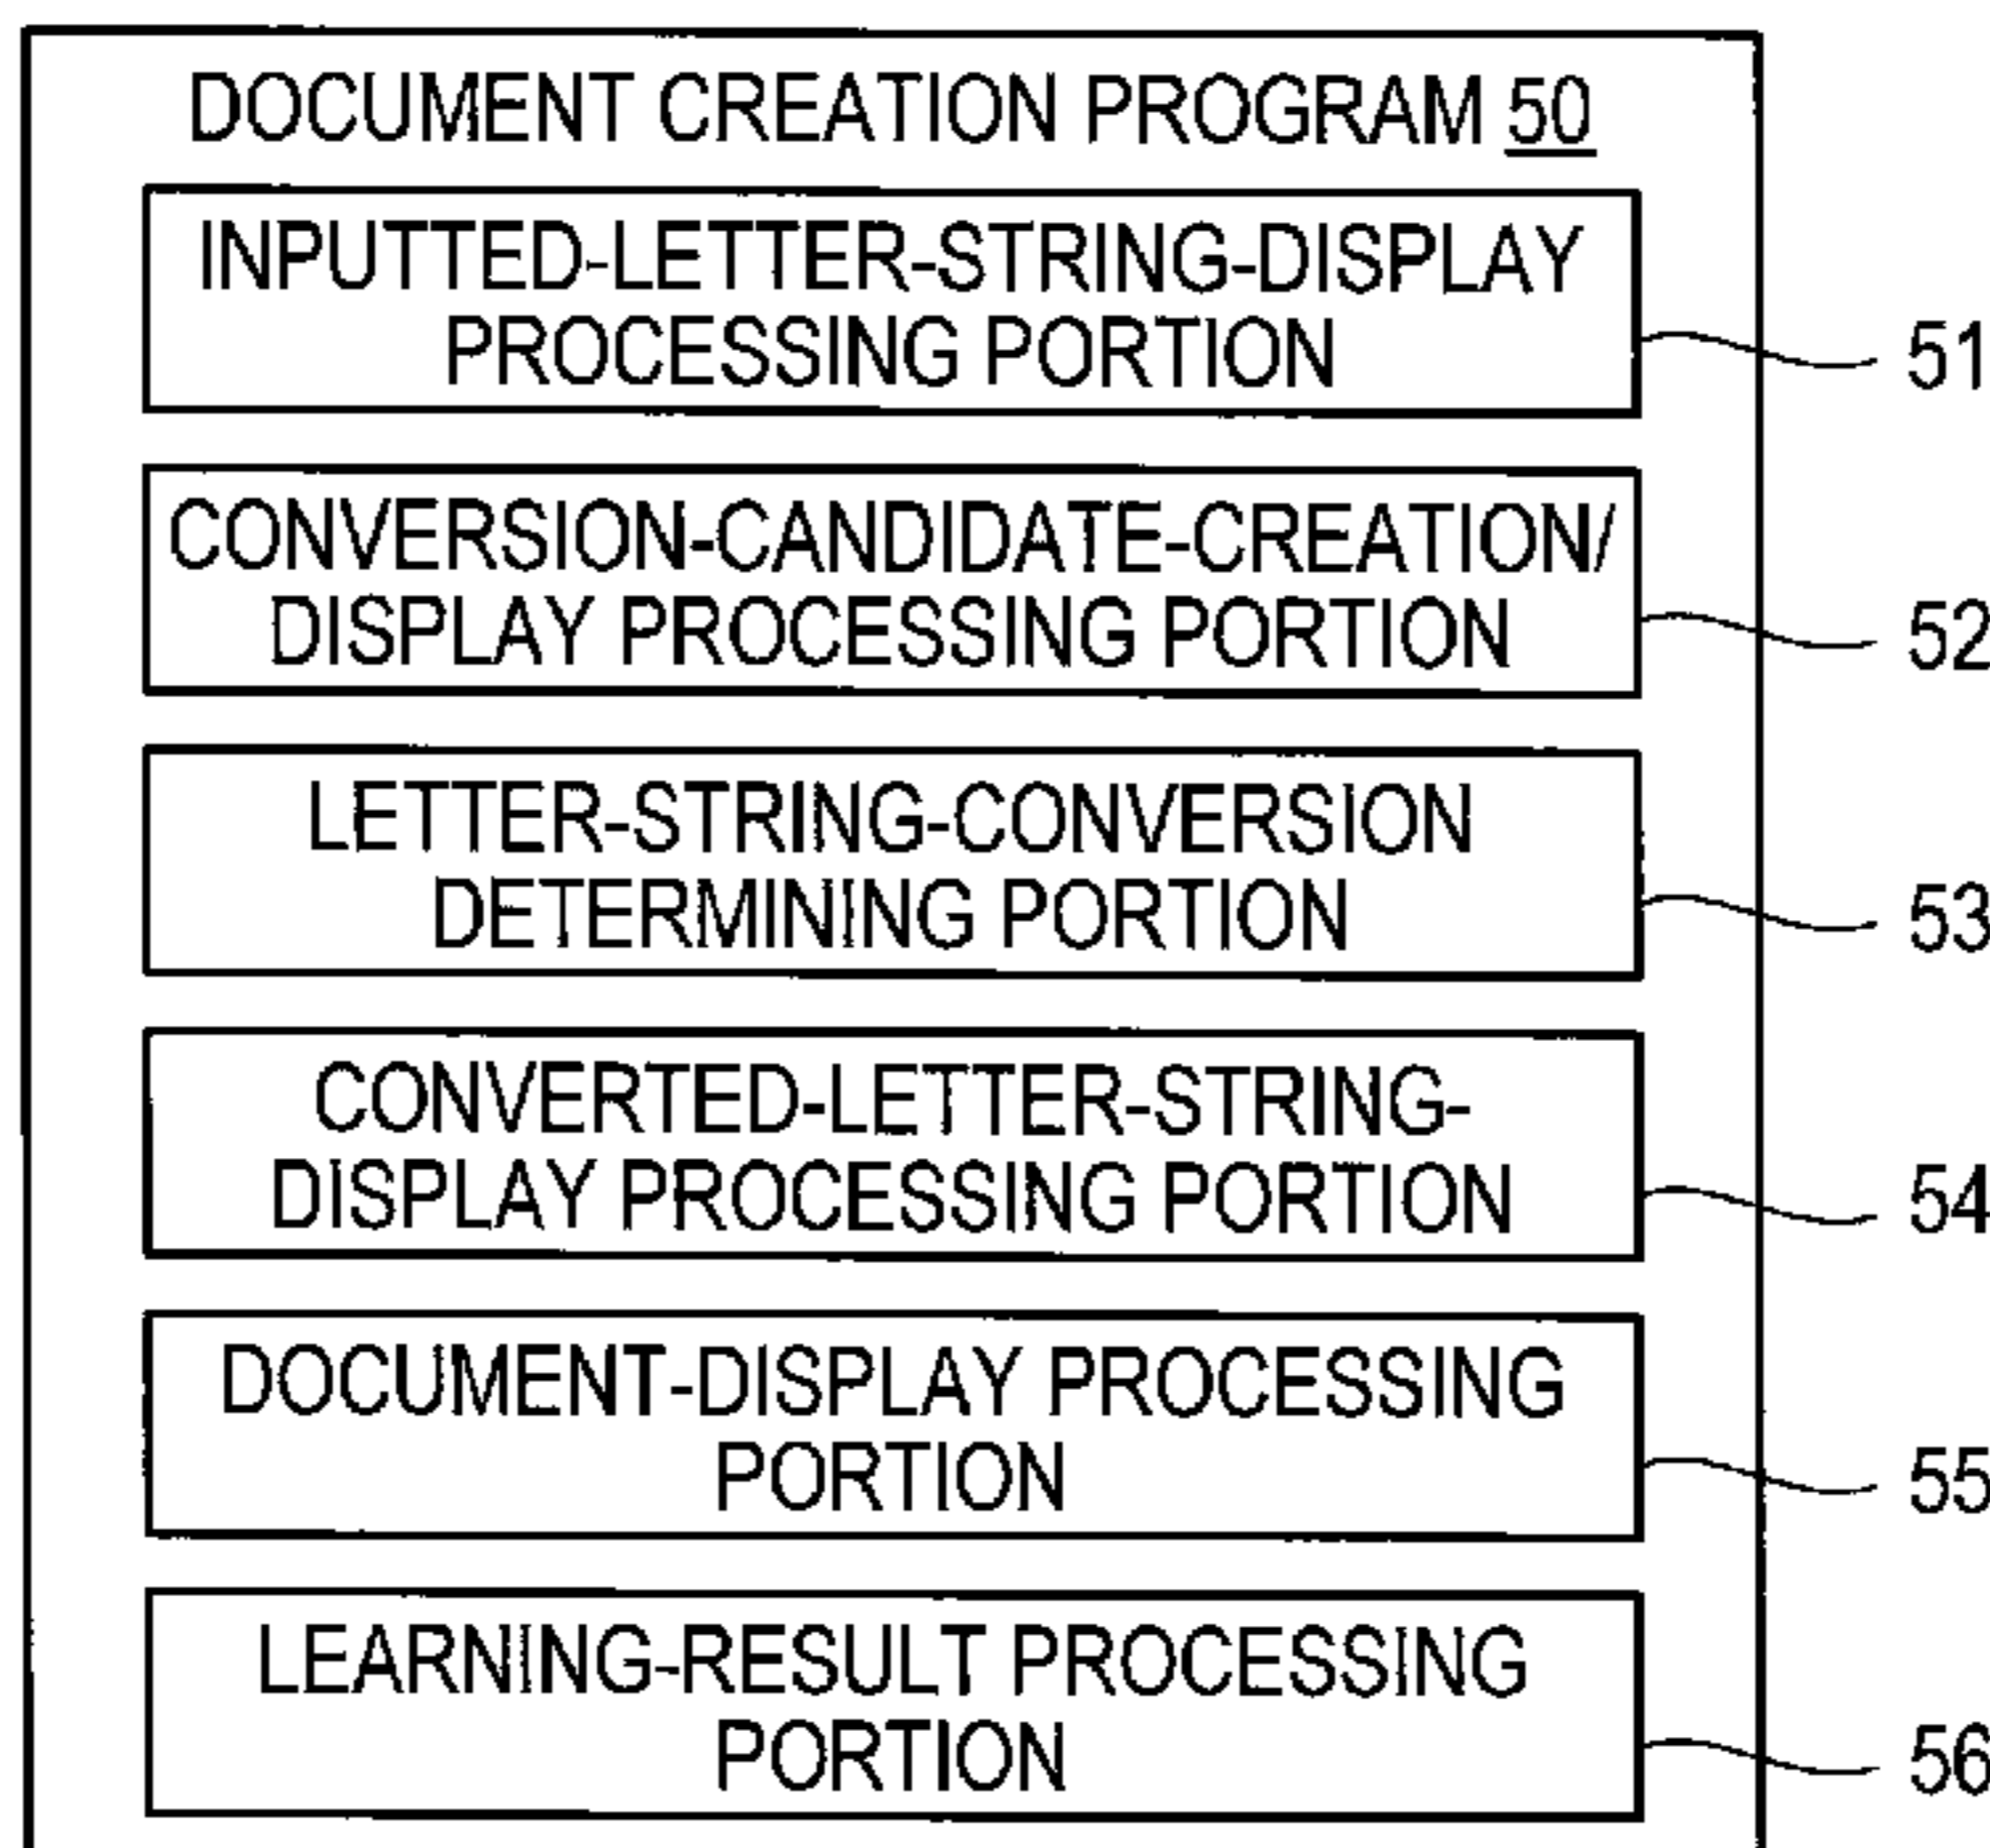 DOCUMENT CREATION PROGRAM 50
INPUTTED-LETTER-STRING-DISPLAY
PROCESSING PORTION
51
CONVERSION-CANDIDATE-CREATION/
DISPLAY PROCESSING PORTION
52
LETTER-STRING-CONVERSION
DETERMINING PORTION
53
CONVERTED-LETTER-STRING-
DISPLAY PROCESSING PORTION
54
DOCUMENT-DISPLAY PROCESSING
PORTION
55
LEARNING-RESULT PROCESSING
PORTION
56